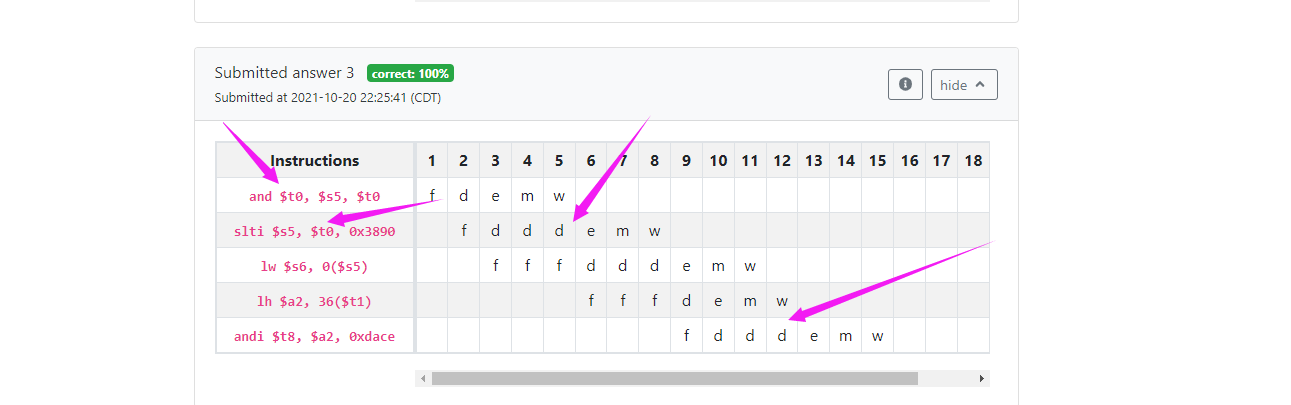 Submitted answer 3 correct: 100%
Submitted at 2021-10-20 22:25:41 (CDT)
hide
Instructions 1 2 3 4 5 6 7 8 9 10 11 12 13 14 15 16 17 18
and $t0, $s5, $t0 f d e m w
slti $s5, $t0, 0x3890 f d d d e m w
lw $s6, 0($s5) f f f d d d e m w
lh $a2, 36($t1) f f f d e m w
andi $t8, $a2, 0xdace f d d d e m w